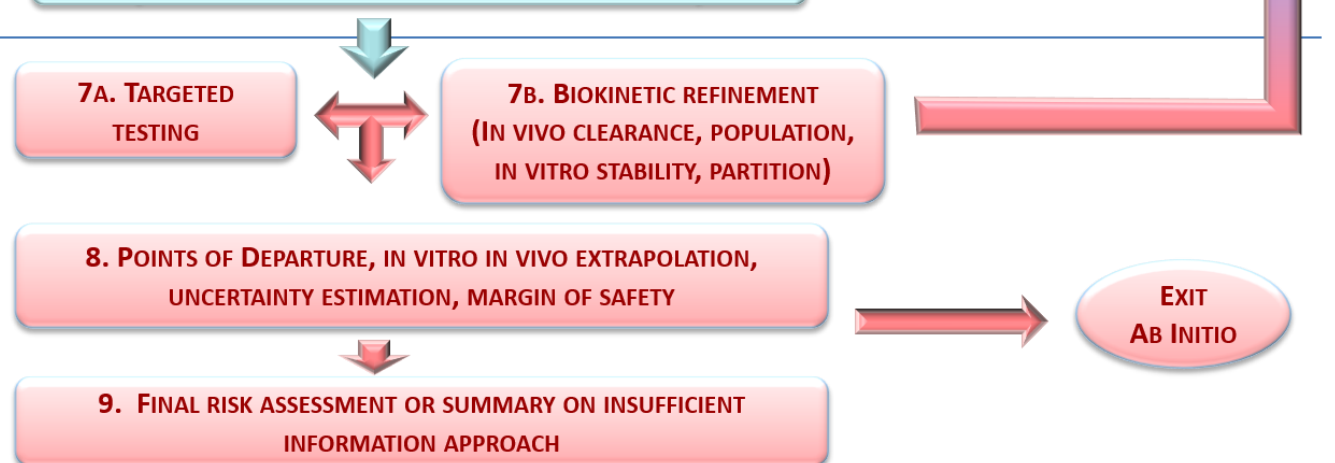 7A. TARGETED
TESTING
7B. BIOKINETIC REFINEMENT
(IN VIVO CLEARANCE, POPULATION,
IN VITRO STABILITY, PARTITION)
8. POINTS OF DEPARTURE, IN VITRO IN VIVO EXTRAPOLATION,
UNCERTAINTY ESTIMATION, MARGIN OF SAFETY
EXIT
AB INITIO
9. FINAL RISK ASSESSMENT OR SUMMARY ON INSUFFICIENT
INFORMATION APPROACH